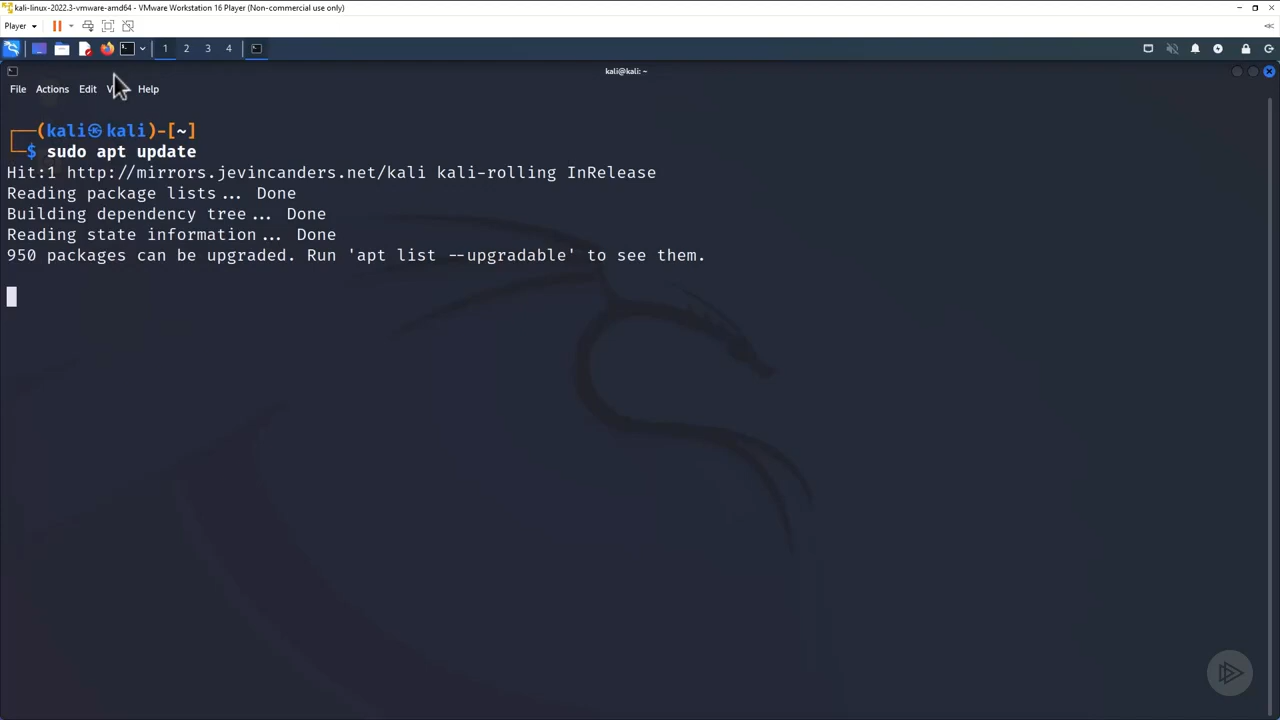 kali-linux-2022.3-vmware-amd64 - VMware Workstation 16 Player (Non-commercial use only)
Player
1 2 3 4
kali@kali: ~
File Actions Edit Help
(kali㉿kali)-[~]
$ sudo apt update
Hit:1 http://mirrors.jevincanders.net/kali kali-rolling InRelease
Reading package lists... Done
Building dependency tree... Done
Reading state information... Done
950 packages can be upgraded. Run 'apt list --upgradable' to see them.